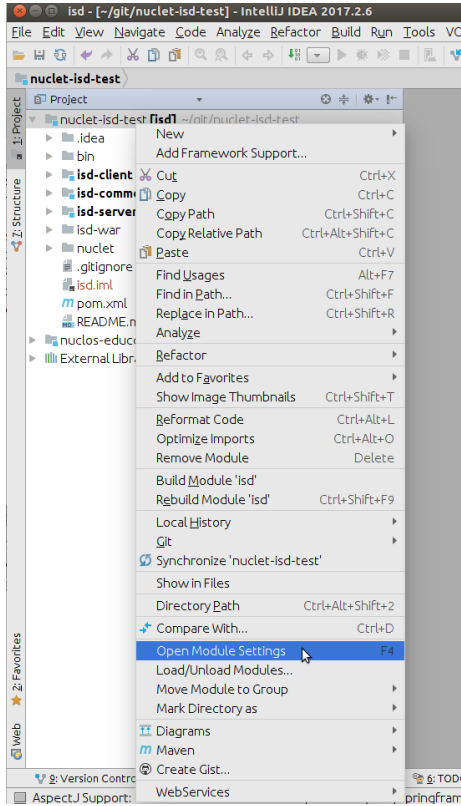 isd - [~/git/nuclet-isd-test] - IntelliJ IDEA 2017.2.6
File Edit View Navigate Code Analyze Refactor Build Run Tools VC
nuclet-isd-test
1: Project
Project
nuclet-isd-test [isd] ~/git/nuclet-isd-test
.idea
bin
isd-client
isd-commo
isd-server
isd-war
nuclet
.gitignore
isd.iml
pom.xml
README.m
nuclos-educ
External Libr
7: Structure
2: Favorites
Web
New
Add Framework Support...
Cut Ctrl+X
Copy Ctrl+C
Copy Path Ctrl+Shift+C
Copy Relative Path Ctrl+Alt+Shift+C
Paste Ctrl+V
Find Usages Alt+F7
Find in Path... Ctrl+Shift+F
Replace in Path... Ctrl+Shift+R
Analyze
Refactor
Add to Favorites
Show Image Thumbnails Ctrl+Shift+T
Reformat Code Ctrl+Alt+L
Optimize Imports Ctrl+Alt+O
Remove Module Delete
Build Module 'isd'
Rebuild Module 'isd' Ctrl+Shift+F9
Local History
Git
Synchronize 'nuclet-isd-test'
Show in Files
Directory Path Ctrl+Alt+Shift+2
Compare With... Ctrl+D
Open Module Settings F4
Load/Unload Modules...
Move Module to Group
Mark Directory as
Diagrams
Maven
Create Gist...
WebServices
9: Version Contro
6: TODO
AspectJ Support:
pringfram